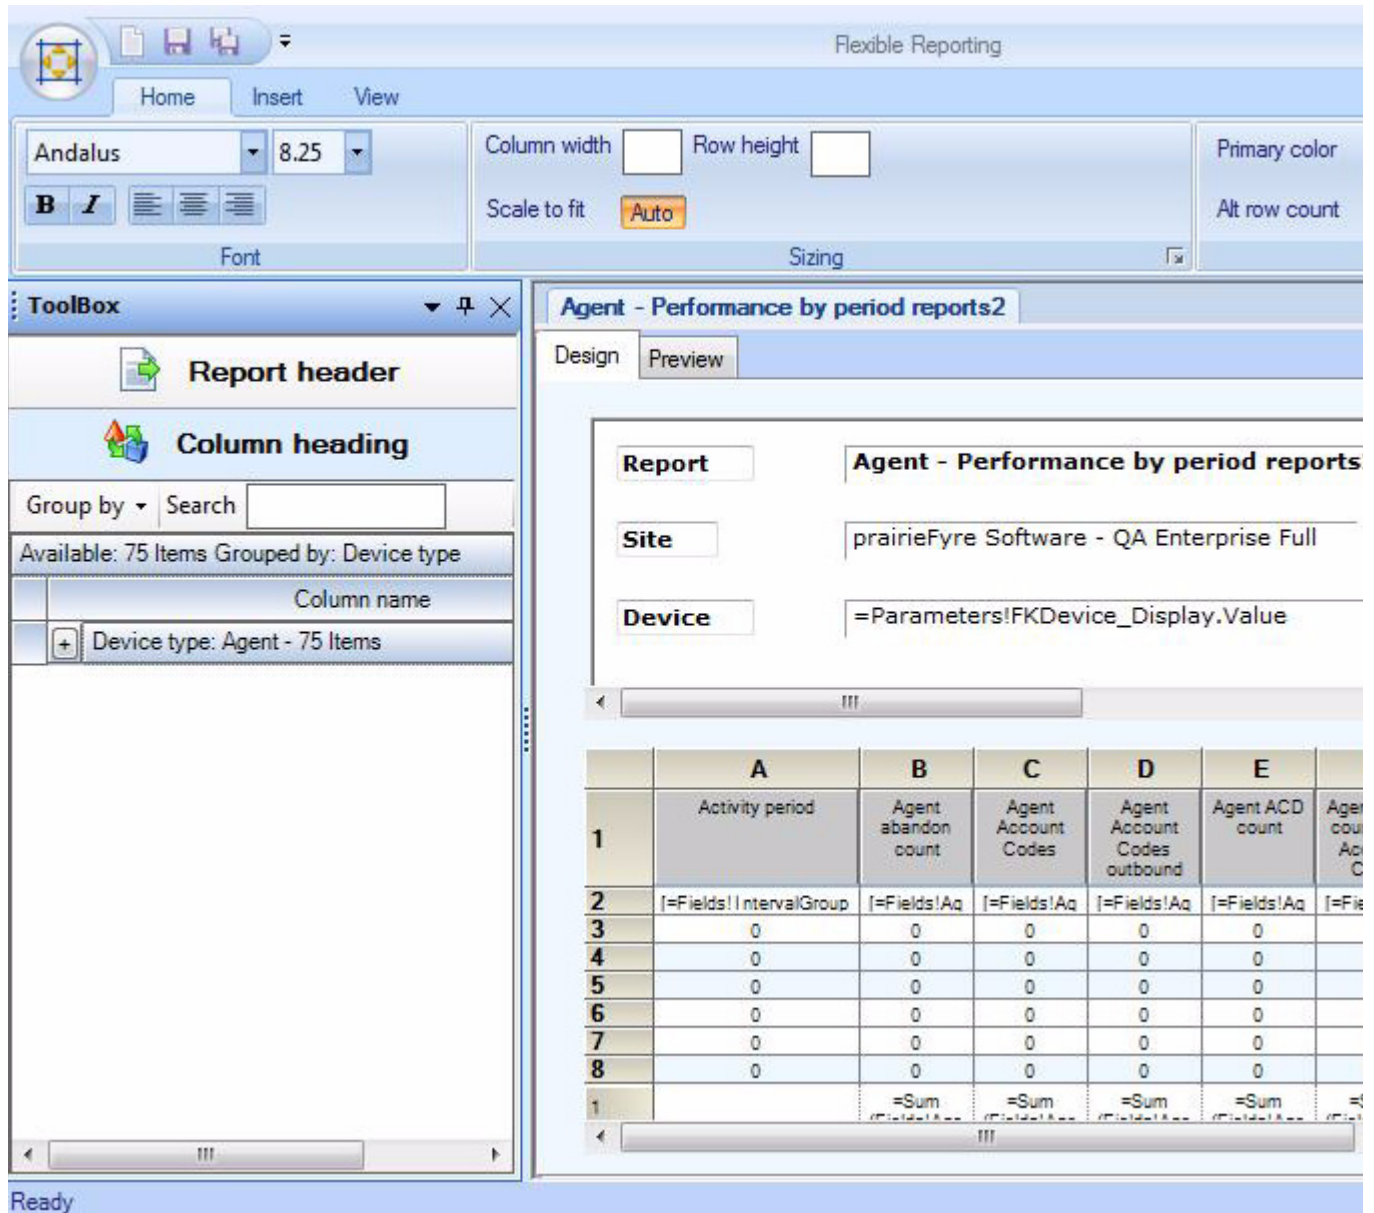 Flexible Reporting
Home Insert View
Andalus 8.25
B I
Font
Column width Row height
Scale to fit Auto
Sizing
Primary color
Alt row count
ToolBox
Report header
Column heading
Group by Search
Available: 75 Items Grouped by: Device type
Column name
+ Device type: Agent - 75 Items
Agent - Performance by period reports2
Design Preview
Report Agent - Performance by period reports
Site prairieFyre Software - QA Enterprise Full
Device =Parameters!FKDevice_Display.Value
A B C D E
1 Activity period
Agent
abandon
count
Agent
Account
Codes
Agent
Account
Codes
outbound
Agent ACD
count
2 [=Fields!IntervalGroup [=Fields!Ag [=Fields!Ag [=Fields!Ag [=Fields!Ag [=Fie
3 0 0 0 0 0
4 0 0 0 0 0
5 0 0 0 0 0
6 0 0 0 0 0
7 0 0 0 0 0
8 0 0 0 0 0
1 =Sum =Sum =Sum =Sum
Ready